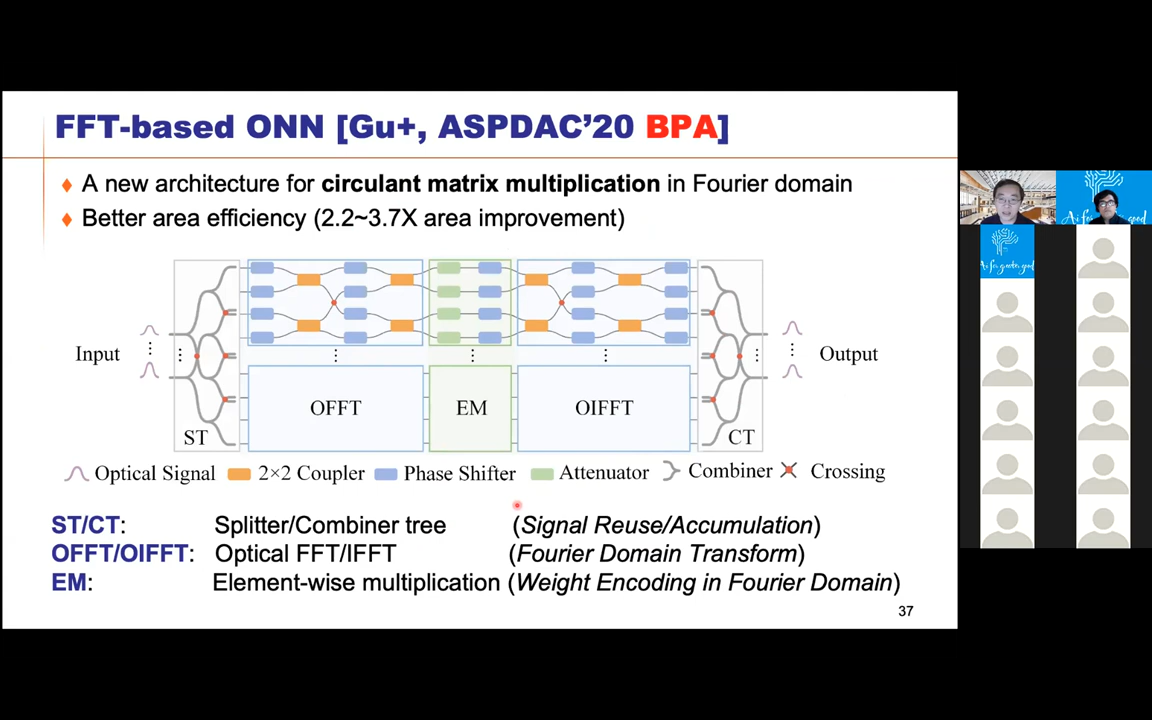 FFT-based ONN [Gu+, ASPDAC’20 BPA]
♦ A new architecture for circulant matrix multiplication in Fourier domain
♦ Better area efficiency (2.2~3.7X area improvement)
Input
Output
OFFT
EM
OIFFT
ST
CT
Optical Signal 2×2 Coupler Phase Shifter Attenuator Combiner Crossing
ST/CT: Splitter/Combiner tree (Signal Reuse/Accumulation)
OFFT/OIFFT: Optical FFT/IFFT (Fourier Domain Transform)
EM: Element-wise multiplication (Weight Encoding in Fourier Domain)
37
Ai for good